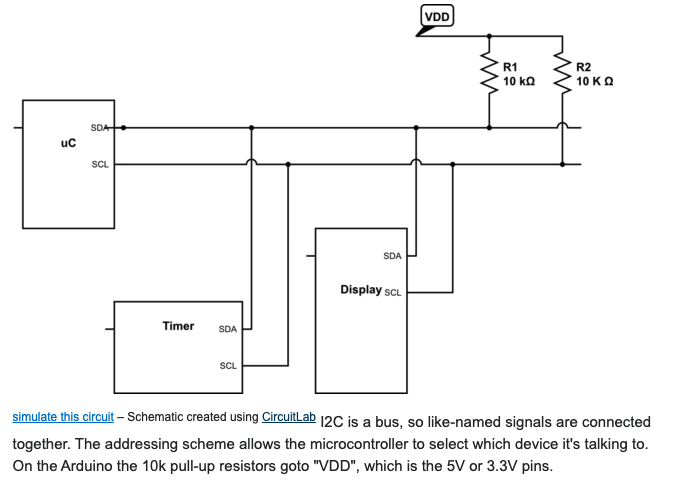 VDD
R1
10 kΩ
R2
10 K Ω
SDA
uC
SCL
SDA
Display SCL
Timer SDA
SCL
simulate this circuit – Schematic created using CircuitLab I2C is a bus, so like-named signals are connected
together. The addressing scheme allows the microcontroller to select which device it's talking to.
On the Arduino the 10k pull-up resistors goto "VDD", which is the 5V or 3.3V pins.